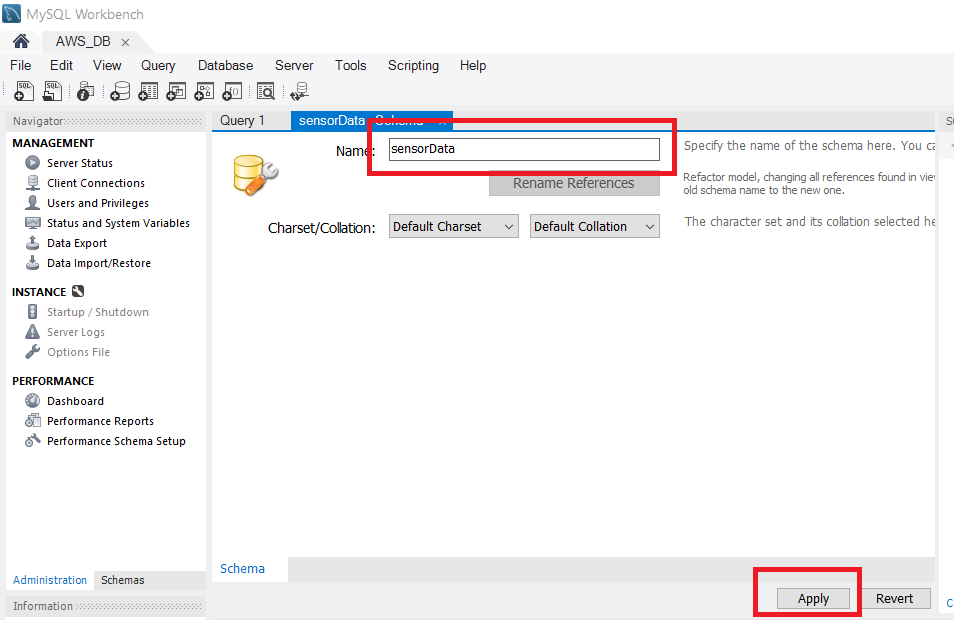 MySQL Workbench
AWS_DB
File Edit View Query Database Server Tools Scripting Help
Navigator
MANAGEMENT
Server Status
Client Connections
Users and Privileges
Status and System Variables
Data Export
Data Import/Restore
INSTANCE
Startup / Shutdown
Server Logs
Options File
PERFORMANCE
Dashboard
Performance Reports
Performance Schema Setup
Administration Schemas
Information
Query 1 sensorData - Schema
Name: sensorData
Specify the name of the schema here. You ca
Rename References
Refactor model, changing all references found in vie
old schema name to the new one.
Charset/Collation: Default Charset Default Collation
The character set and its collation selected he
Schema
Apply Revert